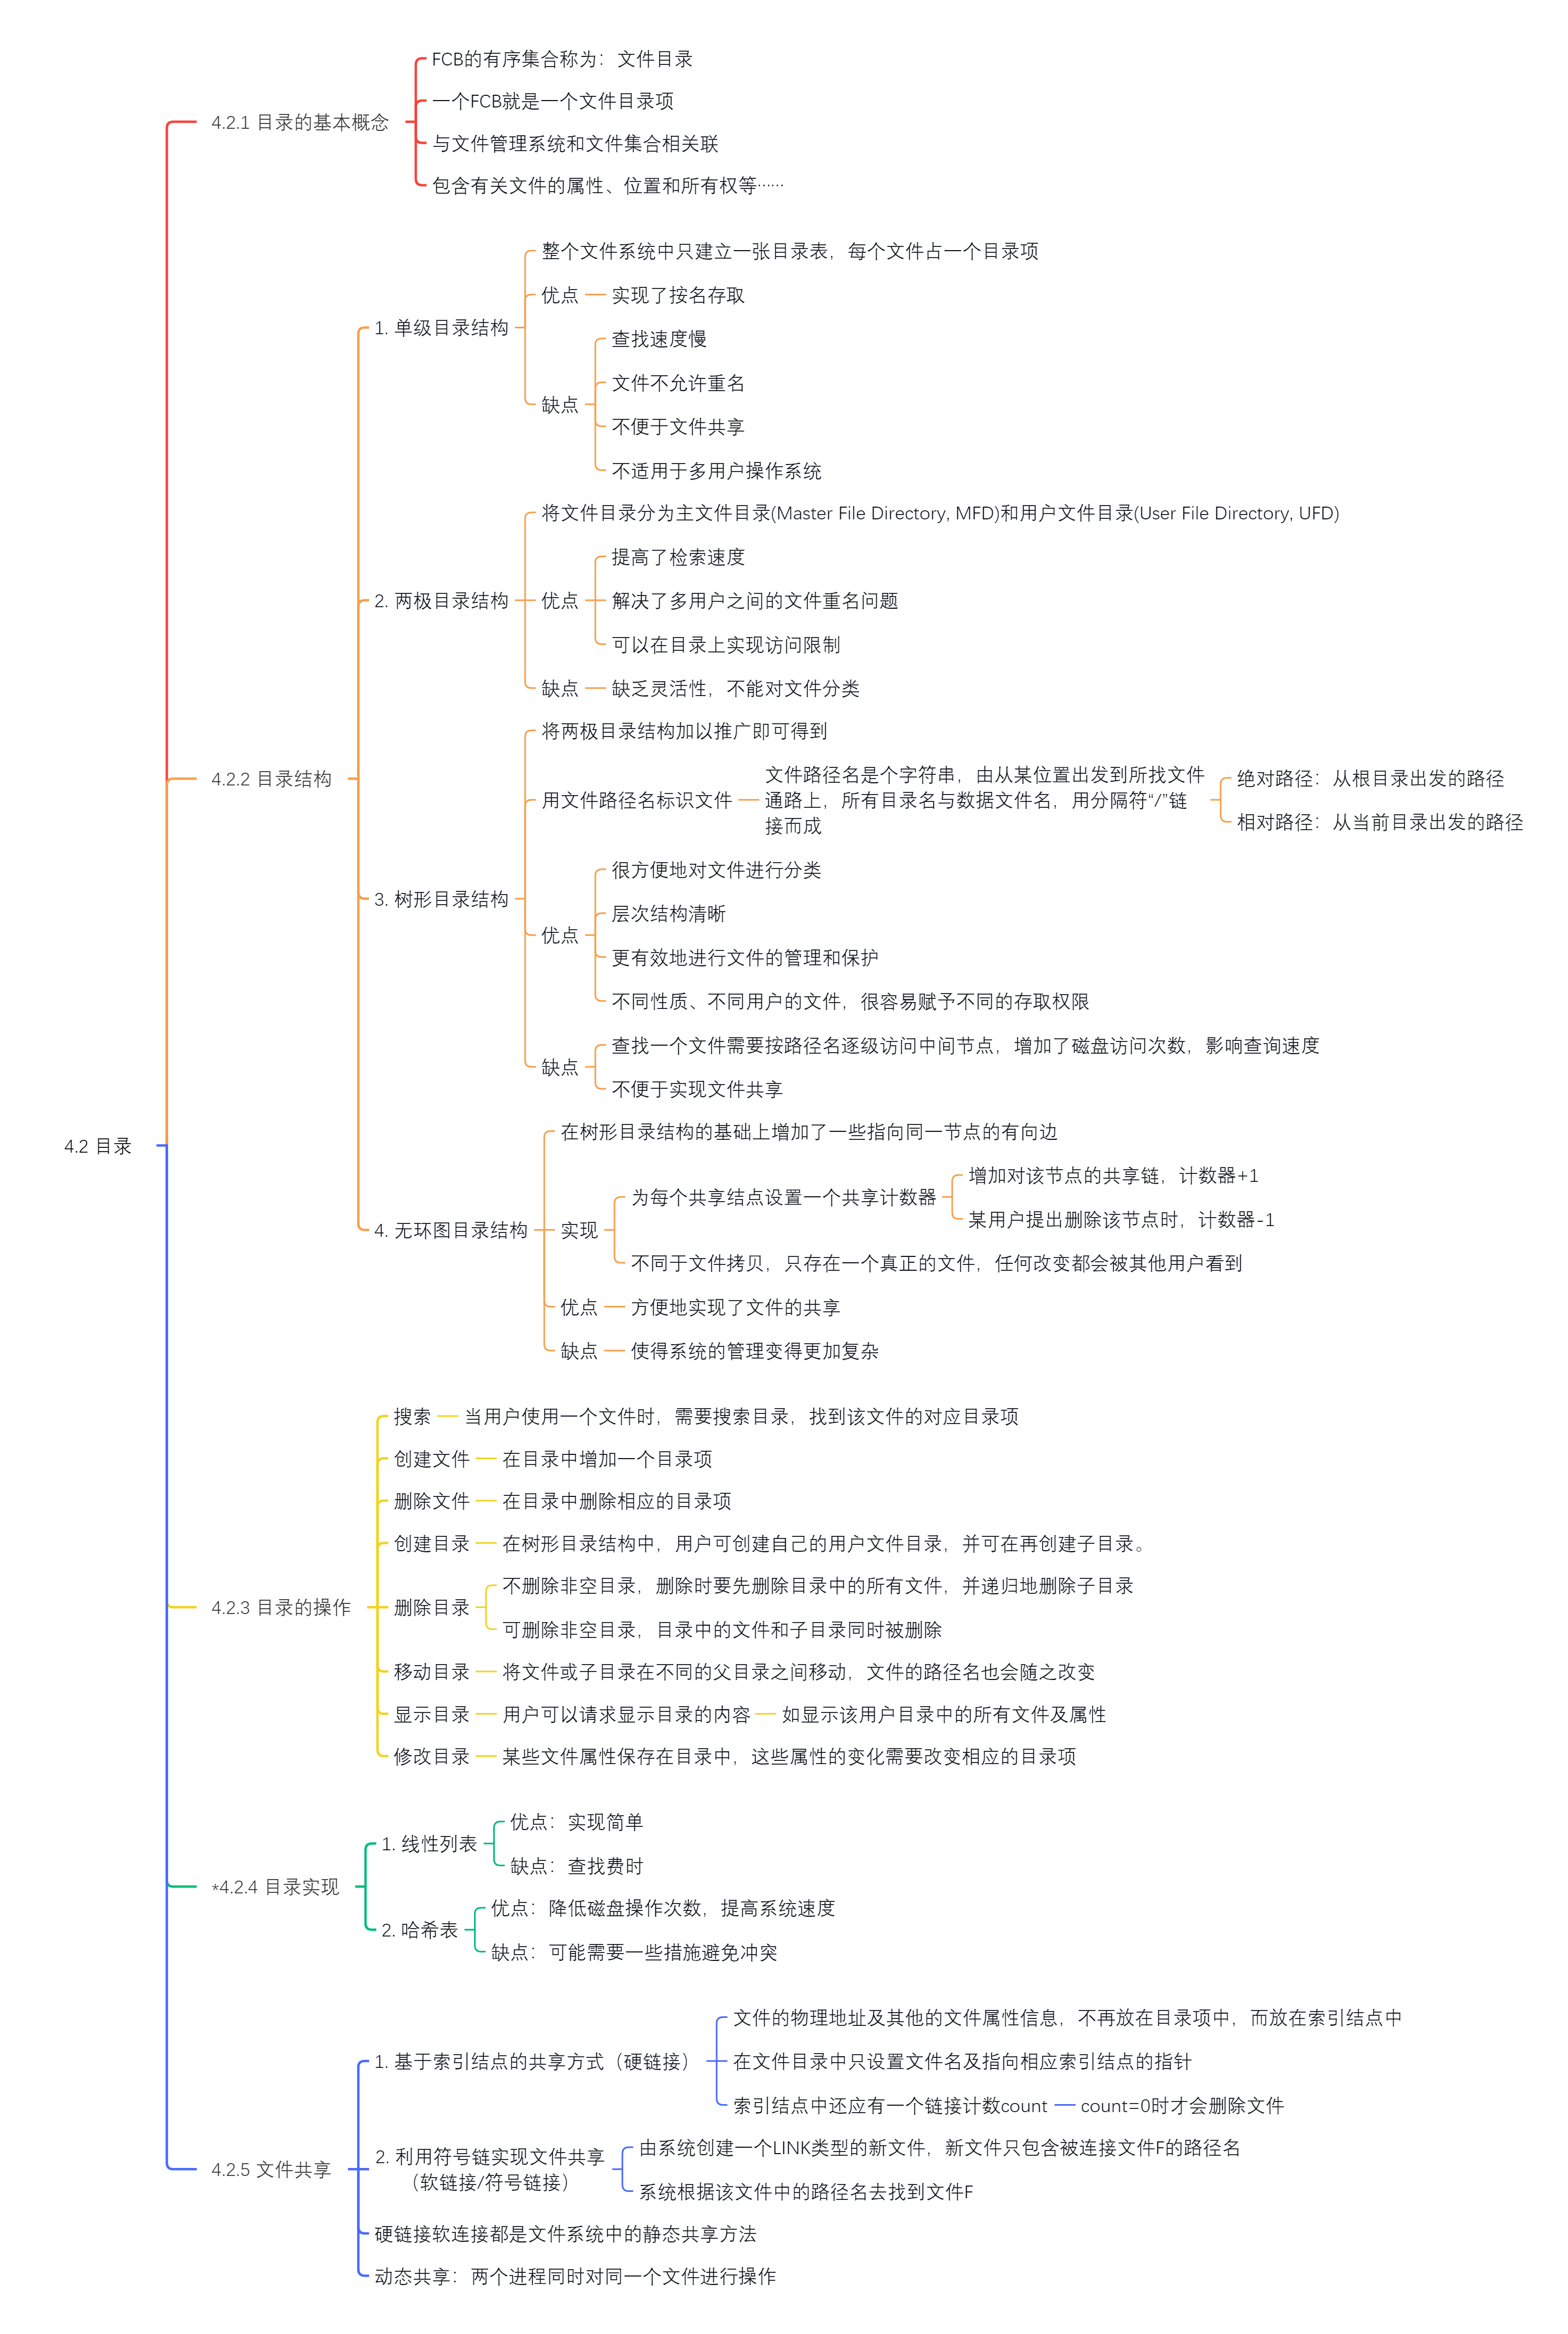 4.2 目录
4.2.1 目录的基本概念
FCB的有序集合称为：文件目录
一个FCB就是一个文件目录项
与文件管理系统和文件集合相关联
包含有关文件的属性、位置和所有权等……
4.2.2 目录结构
1. 单级目录结构
整个文件系统中只建立一张目录表，每个文件占一个目录项
优点
实现了按名存取
缺点
查找速度慢
文件不允许重名
不便于文件共享
不适用于多用户操作系统
2. 两极目录结构
将文件目录分为主文件目录(Master File Directory, MFD)和用户文件目录(User File Directory, UFD)
优点
提高了检索速度
解决了多用户之间的文件重名问题
可以在目录上实现访问限制
缺点
缺乏灵活性，不能对文件分类
3. 树形目录结构
将两极目录结构加以推广即可得到
用文件路径名标识文件
文件路径名是个字符串，由从某位置出发到所找文件
通路上，所有目录名与数据文件名，用分隔符“/”链
接而成
绝对路径：从根目录出发的路径
相对路径：从当前目录出发的路径
优点
很方便地对文件进行分类
层次结构清晰
更有效地进行文件的管理和保护
不同性质、不同用户的文件，很容易赋予不同的存取权限
缺点
查找一个文件需要按路径名逐级访问中间节点，增加了磁盘访问次数，影响查询速度
不便于实现文件共享
4. 无环图目录结构
在树形目录结构的基础上增加了一些指向同一节点的有向边
实现
为每个共享结点设置一个共享计数器
增加对该节点的共享链，计数器+1
某用户提出删除该节点时，计数器-1
不同于文件拷贝，只存在一个真正的文件，任何改变都会被其他用户看到
优点
方便地实现了文件的共享
缺点
使得系统的管理变得更加复杂
4.2.3 目录的操作
搜索
当用户使用一个文件时，需要搜索目录，找到该文件的对应目录项
创建文件
在目录中增加一个目录项
删除文件
在目录中删除相应的目录项
创建目录
在树形目录结构中，用户可创建自己的用户文件目录，并可在再创建子目录。
删除目录
不删除非空目录，删除时要先删除目录中的所有文件，并递归地删除子目录
可删除非空目录，目录中的文件和子目录同时被删除
移动目录
将文件或子目录在不同的父目录之间移动，文件的路径名也会随之改变
显示目录
用户可以请求显示目录的内容
如显示该用户目录中的所有文件及属性
修改目录
某些文件属性保存在目录中，这些属性的变化需要改变相应的目录项
*4.2.4 目录实现
1. 线性列表
优点：实现简单
缺点：查找费时
2. 哈希表
优点：降低磁盘操作次数，提高系统速度
缺点：可能需要一些措施避免冲突
4.2.5 文件共享
1. 基于索引结点的共享方式（硬链接）
文件的物理地址及其他的文件属性信息，不再放在目录项中，而放在索引结点中
在文件目录中只设置文件名及指向相应索引结点的指针
索引结点中还应有一个链接计数count
count=0时才会删除文件
2. 利用符号链实现文件共享
（软链接/符号链接）
由系统创建一个LINK类型的新文件，新文件只包含被连接文件F的路径名
系统根据该文件中的路径名去找到文件F
硬链接软连接都是文件系统中的静态共享方法
动态共享：两个进程同时对同一个文件进行操作